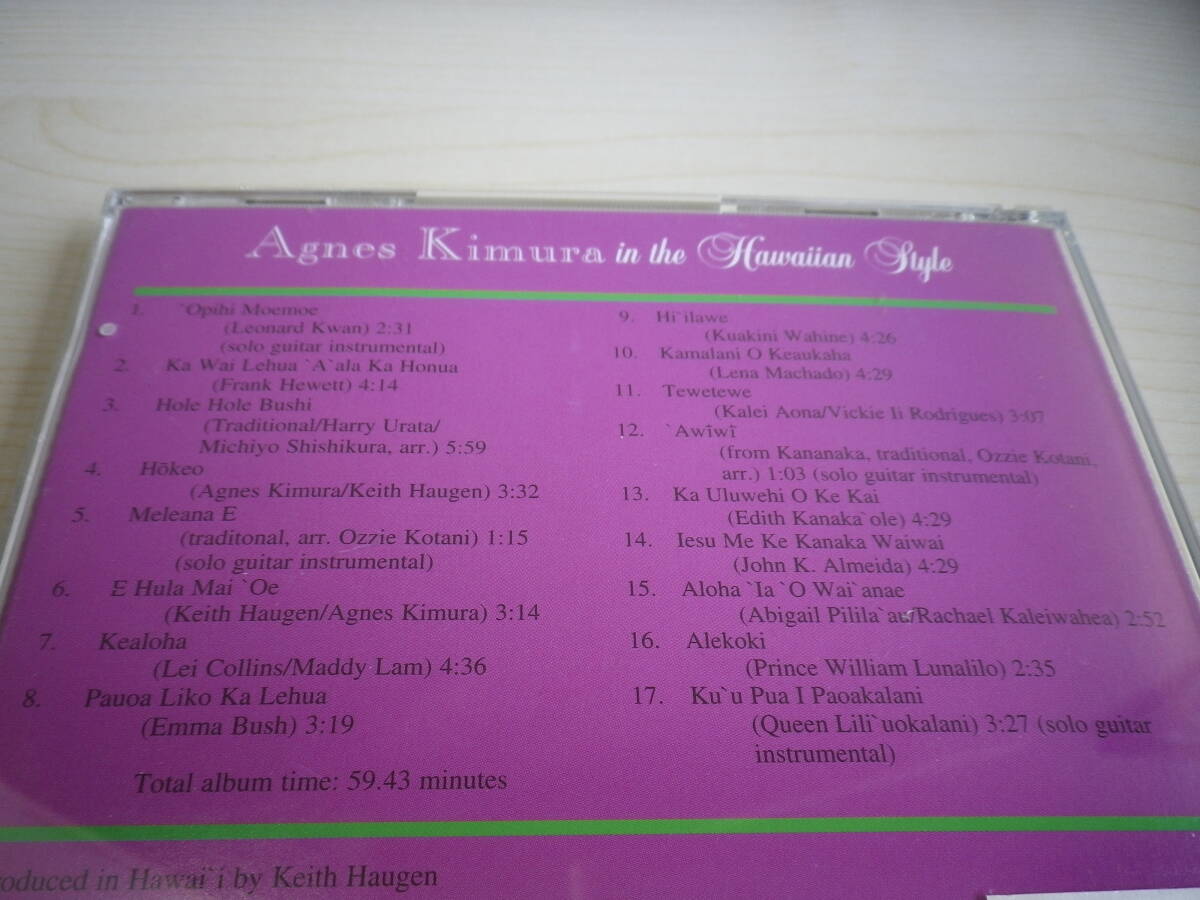 Agnes Kimura in the Hawaiian Style
1. `Opihi Moemoe
(Leonard Kwan) 2:31
(solo guitar instrumental)
2. Ka Wai Lehua `A`ala Ka Honua
(Frank Hewett) 4:14
3. Hole Hole Bushi
(Traditional/Harry Urata/
Michiyo Shishikura, arr.) 5:59
4. Hōkeo
(Agnes Kimura/Keith Haugen) 3:32
5. Meleana E
(traditonal, arr. Ozzie Kotani) 1:15
(solo guitar instrumental)
6. E Hula Mai `Oe
(Keith Haugen/Agnes Kimura) 3:14
7. Kealoha
(Lei Collins/Maddy Lam) 4:36
8. Pauoa Liko Ka Lehua
(Emma Bush) 3:19
Total album time: 59.43 minutes
9. Hi`ilawe
(Kuakini Wahine) 4:26
10. Kamalani O Keaukaha
(Lena Machado) 4:29
11. Tewetewe
(Kalei Aona/Vickie Ii Rodrigues) 3:07
12. `Awîwî
(from Kananaka, traditional, Ozzie Kotani,
arr.) 1:03 (solo guitar instrumental)
13. Ka Uluwehi O Ke Kai
(Edith Kanaka`ole) 4:29
14. Iesu Me Ke Kanaka Waiwai
(John K. Almeida) 4:29
15. Aloha `Ia `O Wai`anae
(Abigail Pilila`au/Rachael Kaleiwahea) 2:52
16. Alekoki
(Prince William Lunalilo) 2:35
17. Ku`u Pua I Paoakalani
(Queen Lili`uokalani) 3:27 (solo guitar
instrumental)
oduced in Hawai`i by Keith Haugen